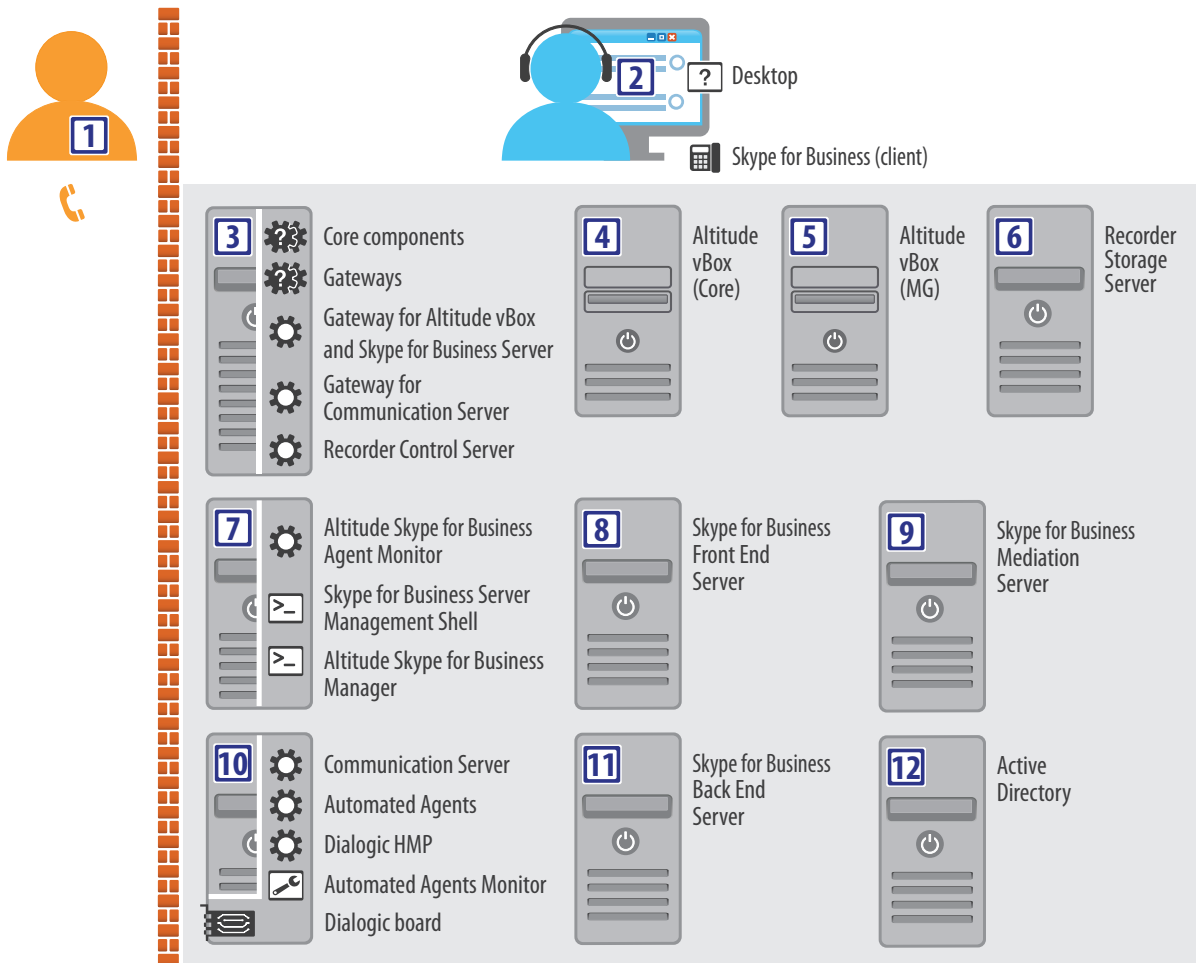 1
2
?
Desktop
Skype for Business (client)
3
?
Core components
?
Gateways
Gateway for Altitude vBox
and Skype for Business Server
Gateway for
Communication Server
Recorder Control Server
4
Altitude
vBox
(Core)
5
Altitude
vBox
(MG)
6
Recorder
Storage
Server
7
Altitude Skype for Business
Agent Monitor
>_
Skype for Business Server
Management Shell
>_
Altitude Skype for Business
Manager
8
Skype for Business
Front End
Server
9
Skype for Business
Mediation
Server
10
Communication Server
Automated Agents
Dialogic HMP
Automated Agents Monitor
Dialogic board
11
Skype for Business
Back End
Server
12
Active
Directory